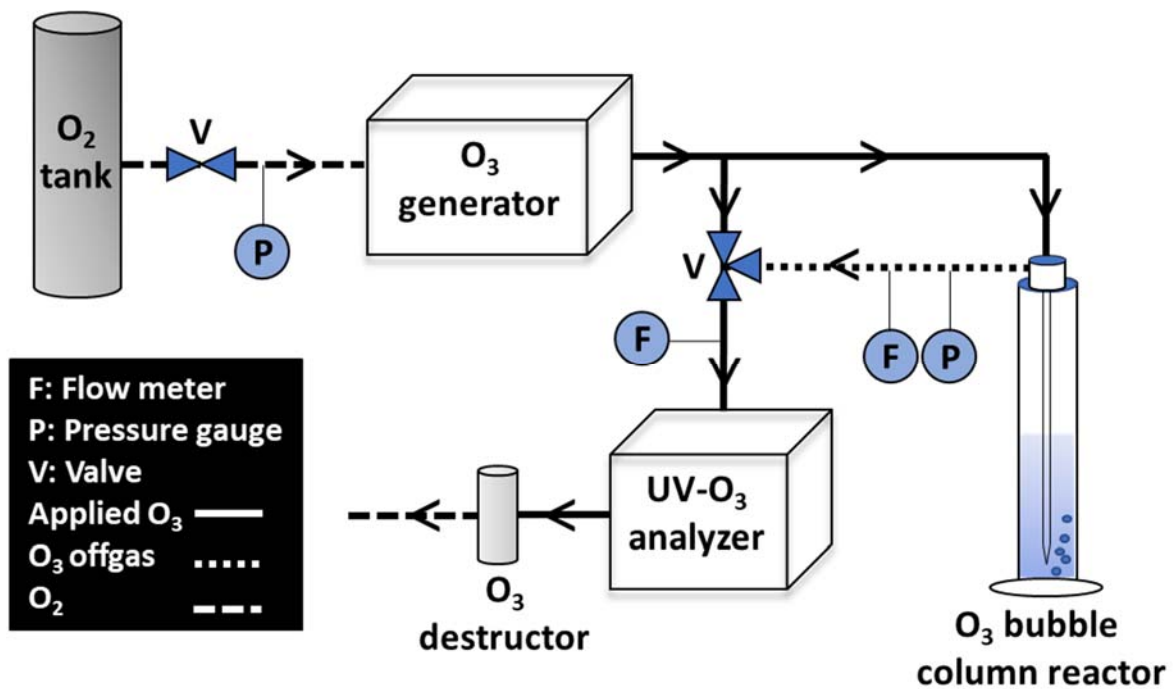 O₂
tank
V
P
O₃
generator
V
F
F
P
F: Flow meter
P: Pressure gauge
V: Valve
Applied O₃
O₃ offgas
O₂
UV-O₃
analyzer
O₃
destructor
O₃ bubble
column reactor